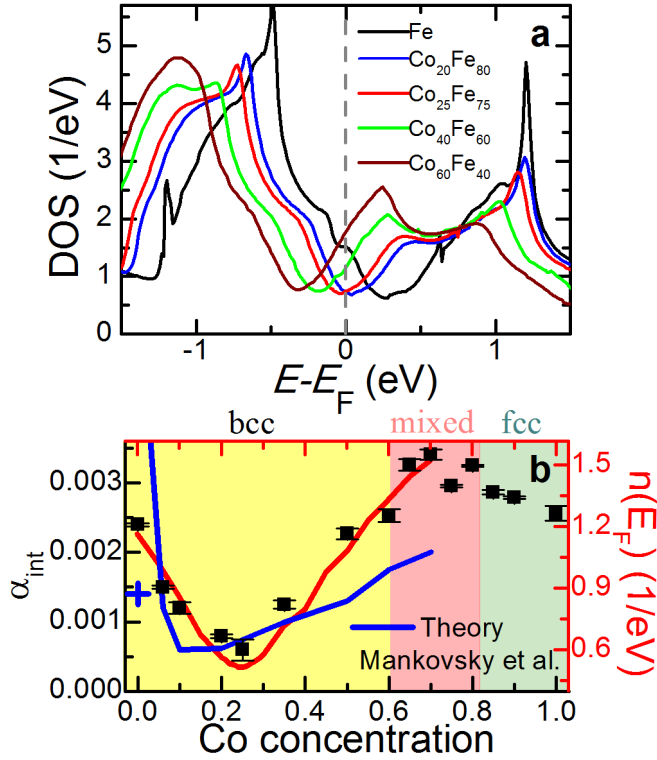 a
Fe
Co20Fe80
Co25Fe75
Co40Fe60
Co60Fe40
DOS (1/eV)
5
4
3
2
1
0
-1
0
1
E-EF (eV)
bcc
mixed
fcc
b
0.003
0.002
0.001
0.000
αint
1.5
1.2
0.9
0.6
n(EF) (1/eV)
Theory
Mankovsky et al.
0.0
0.2
0.4
0.6
0.8
1.0
Co concentration